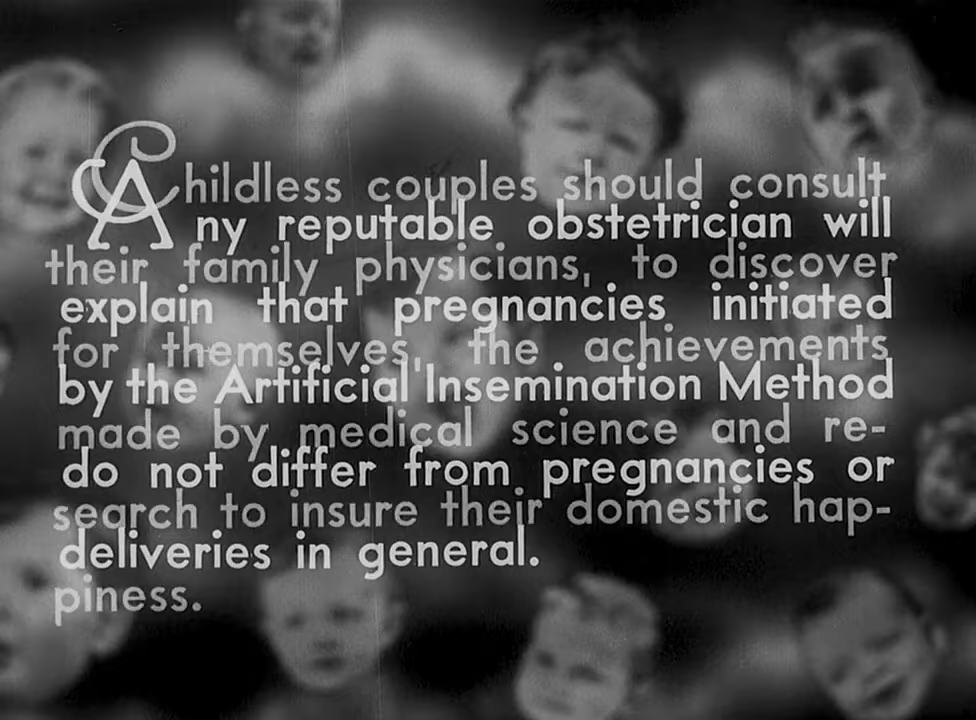 Childless couples should consult
Any reputable obstetrician will
their family physicians, to discover
explain that pregnancies initiated
for themselves, the achievements
by the Artificial Insemination Method
made by medical science and re-
do not differ from pregnancies or
search to insure their domestic hap-
deliveries in general.
piness.